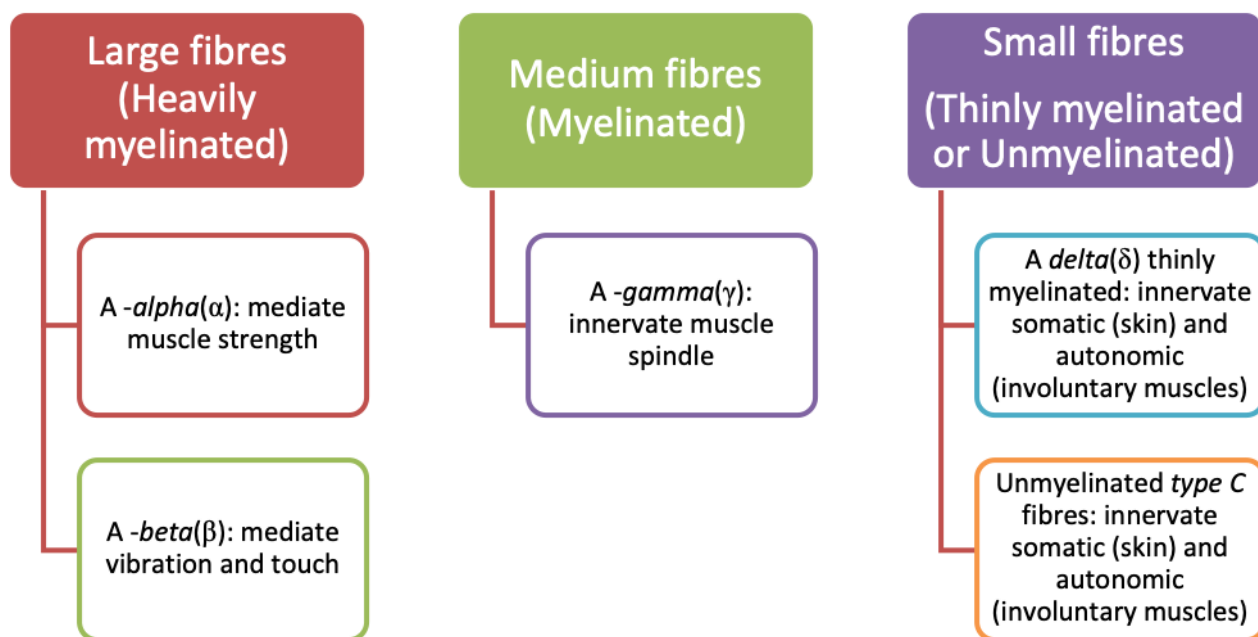 Large fibres
(Heavily
myelinated)
A -alpha(α): mediate
muscle strength
A -beta(β): mediate
vibration and touch
Medium fibres
(Myelinated)
A -gamma(γ):
innervate muscle
spindle
Small fibres
(Thinly myelinated
or Unmyelinated)
A delta(δ) thinly
myelinated: innervate
somatic (skin) and
autonomic
(involuntary muscles)
Unmyelinated type C
fibres: innervate
somatic (skin) and
autonomic
(involuntary muscles)